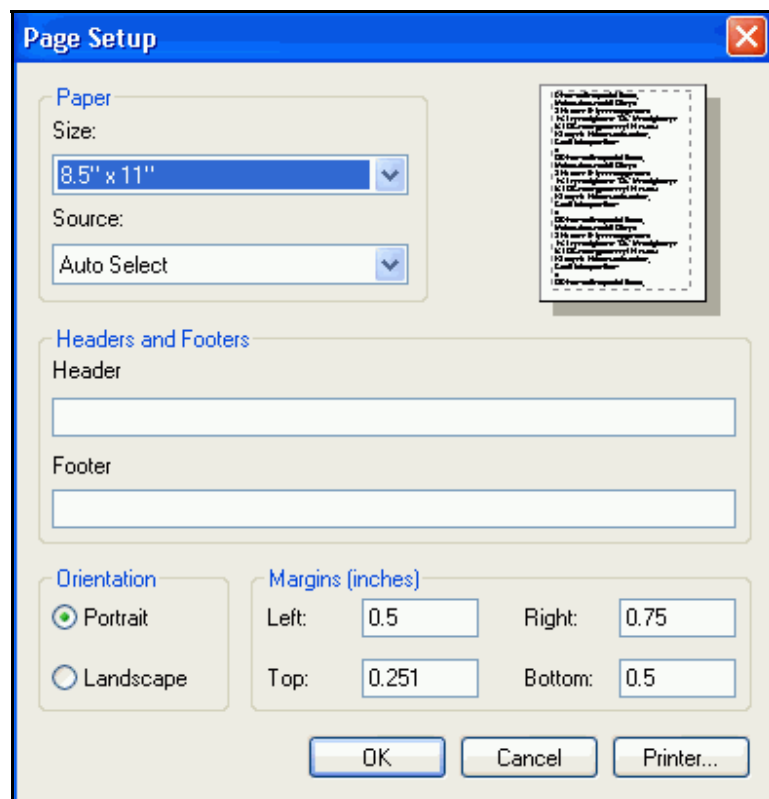 Page Setup
Paper
Size:
8.5" x 11"
Source:
Auto Select
Headers and Footers
Header
Footer
Orientation
Portrait
Landscape
Margins (inches)
Left: 0.5 Right: 0.75
Top: 0.251 Bottom: 0.5
OK Cancel Printer...